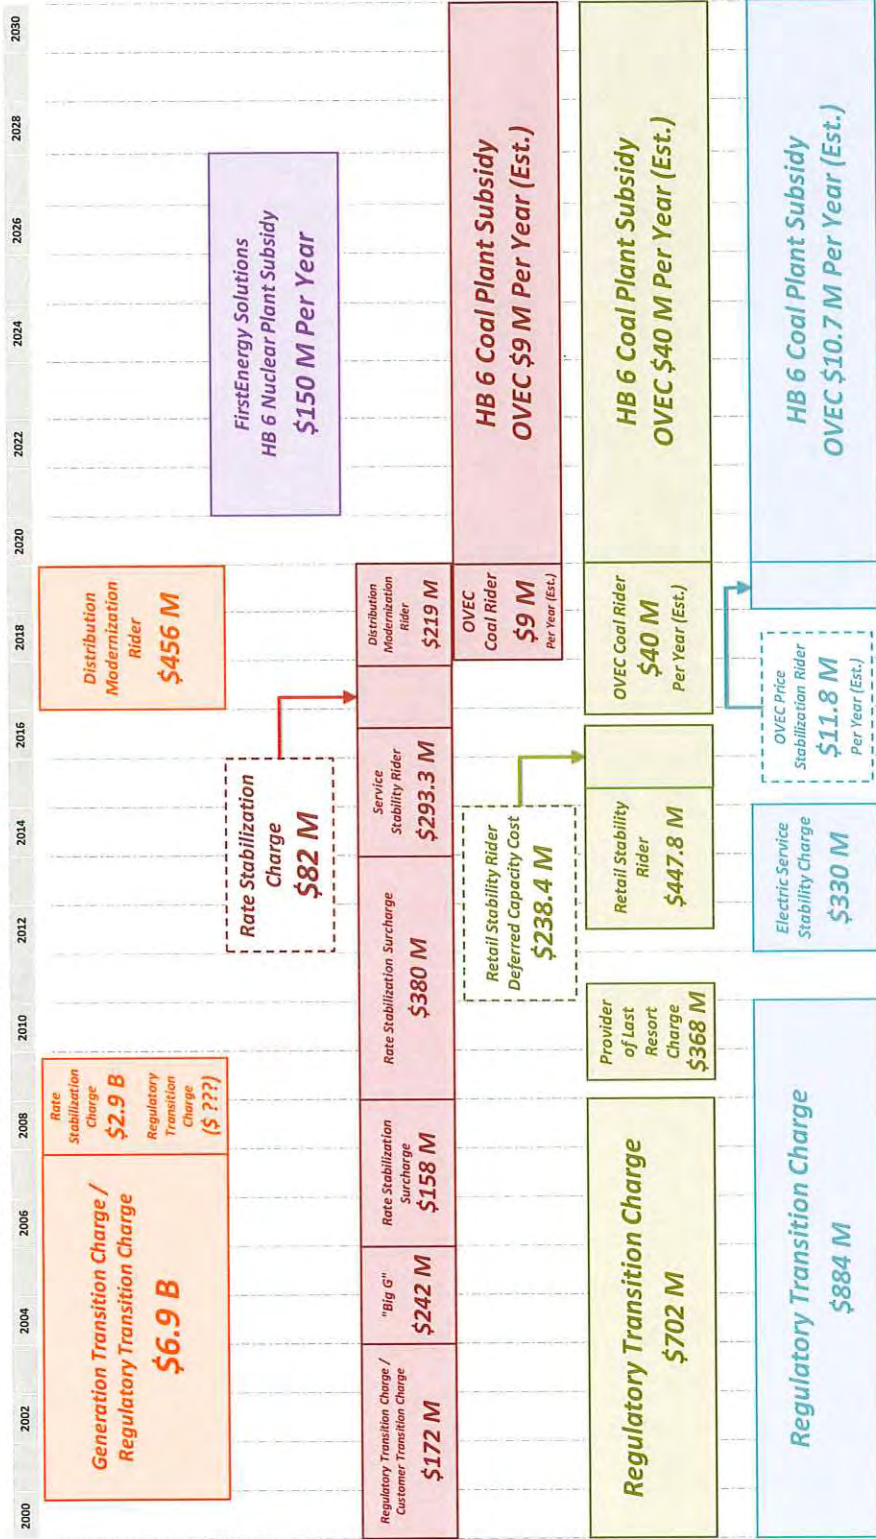 2000
2002
2004
2006
2008
2010
2012
2014
2016
2018
2020
2022
2024
2026
2028
2030
Generation Transition Charge /
Regulatory Transition Charge
$6.9 B
Rate
Stabilization
Charge
$2.9 B
Regulatory
Transition
Charge
($ ???)
Distribution
Modernization
Rider
$456 M
FirstEnergy Solutions
HB 6 Nuclear Plant Subsidy
$150 M Per Year
Rate Stabilization
Charge
$82 M
Regulatory Transition Charge /
Customer Transition Charge
$172 M
"Big G"
$242 M
Rate Stabilization
Surcharge
$158 M
Rate Stabilization Surcharge
$380 M
Service
Stability Rider
$293.3 M
Distribution
Modernization
Rider
$219 M
OVEC
Coal Rider
$9 M
Per Year (Est.)
HB 6 Coal Plant Subsidy
OVEC $9 M Per Year (Est.)
Retail Stability Rider
Deferred Capacity Cost
$238.4 M
Regulatory Transition Charge
$702 M
Provider
of Last
Resort
Charge
$368 M
Retail Stability
Rider
$447.8 M
OVEC Coal Rider
$40 M
Per Year (Est.)
HB 6 Coal Plant Subsidy
OVEC $40 M Per Year (Est.)
Regulatory Transition Charge
$884 M
Electric Service
Stability Charge
$330 M
OVEC Price
Stabilization Rider
$11.8 M
Per Year (Est.)
HB 6 Coal Plant Subsidy
OVEC $10.7 M Per Year (Est.)